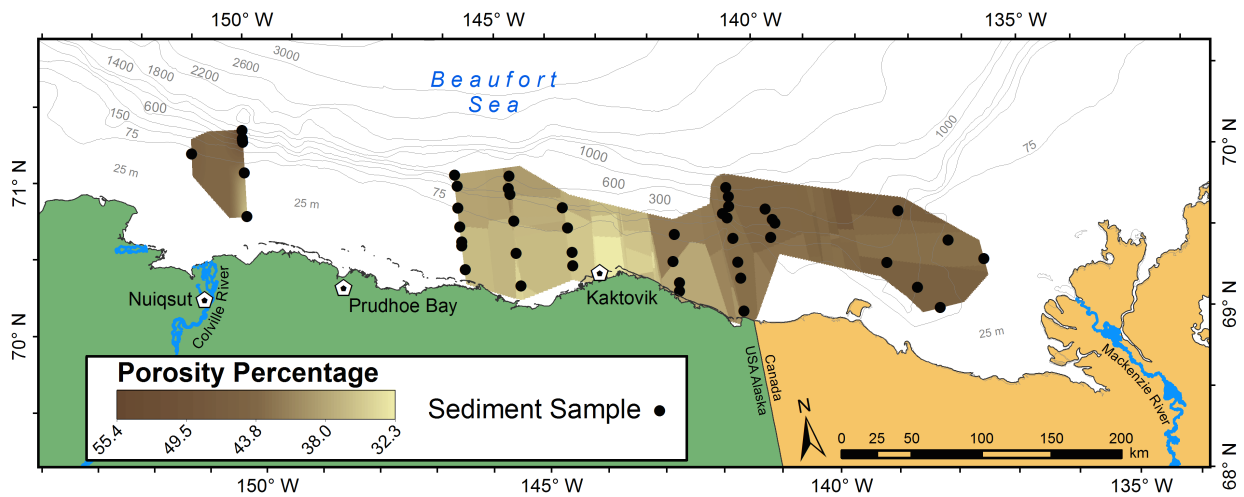 150° W
145° W
140° W
135° W
3000
1400
1800
2200
2600
600
150
75
25 m
25 m
Beaufort
Sea
1000
600
300
75
1000
75
71° N
70° N
70° N
69° N
68° N
Nuiqsut
Colville River
Prudhoe Bay
Kaktovik
25 m
Mackenzie River
USA Alaska
Canada
Porosity Percentage
55.4
49.5
43.8
38.0
32.3
Sediment Sample
N
0 25 50 100 150 200
km
150° W
145° W
140° W
135° W